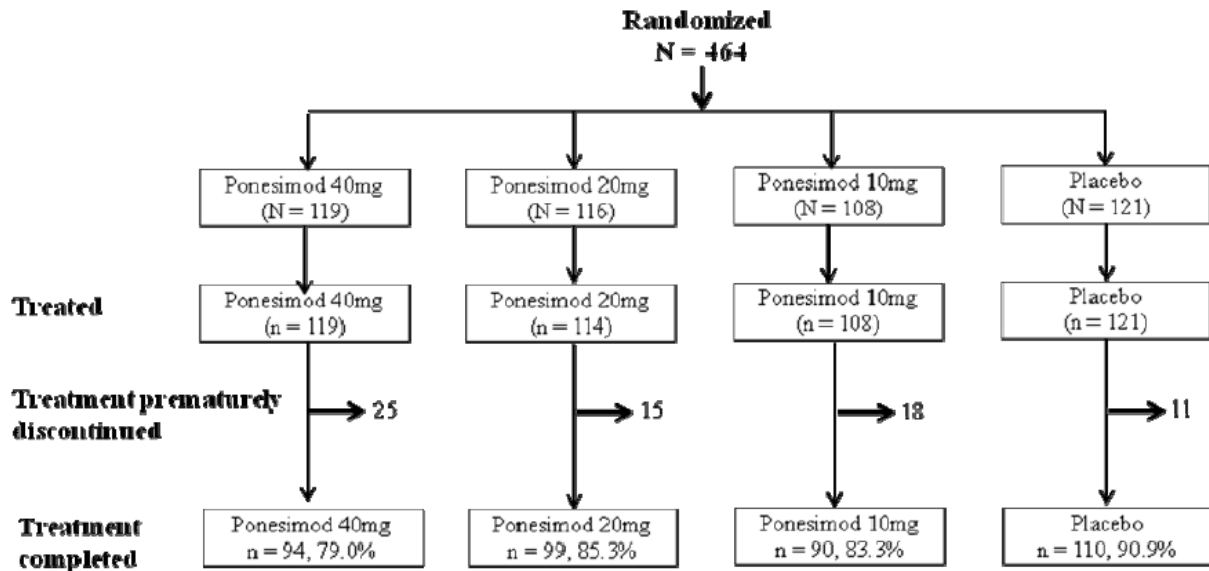 Randomized
N = 464
Ponesimod 40mg
(N = 119)
Ponesimod 20mg
(N = 116)
Ponesimod 10mg
(N = 108)
Placebo
(N = 121)
Treated
Ponesimod 40mg
(n = 119)
Ponesimod 20mg
(n = 114)
Ponesimod 10mg
(n = 108)
Placebo
(n = 121)
Treatment prematurely
discontinued
25
15
18
11
Treatment
completed
Ponesimod 40mg
n = 94, 79.0%
Ponesimod 20mg
n = 99, 85.3%
Ponesimod 10mg
n = 90, 83.3%
Placebo
n = 110, 90.9%